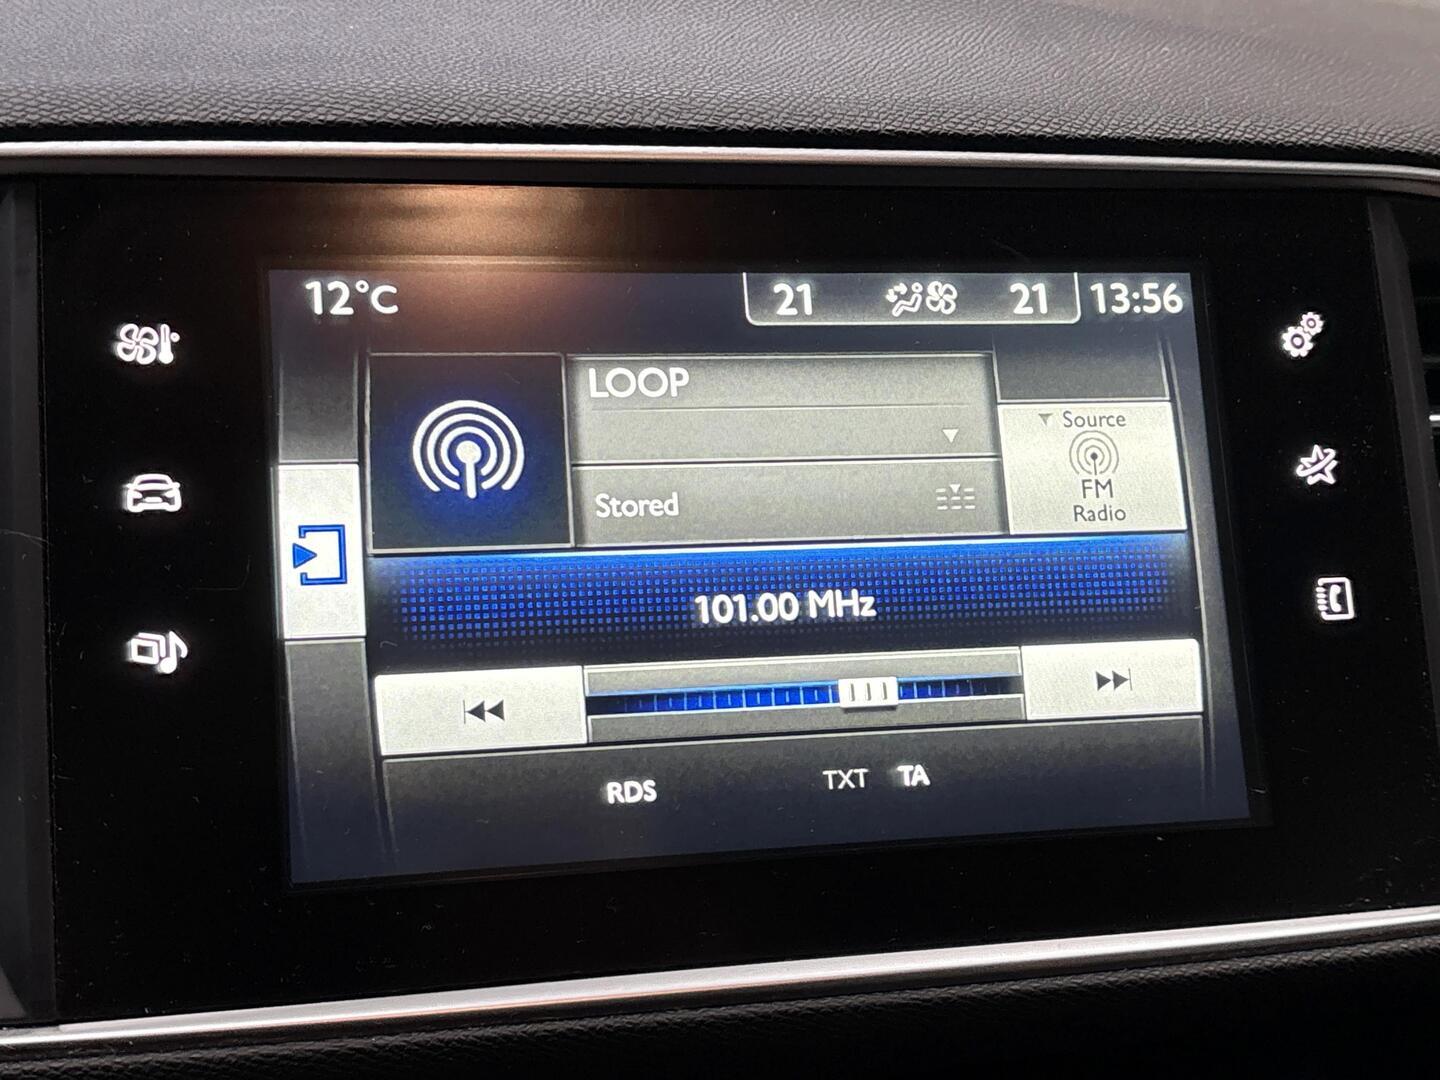 12°C
21 21 13:56
LOOP
Source
FM
Radio
Stored
101.00 MHz
RDS TXT TA